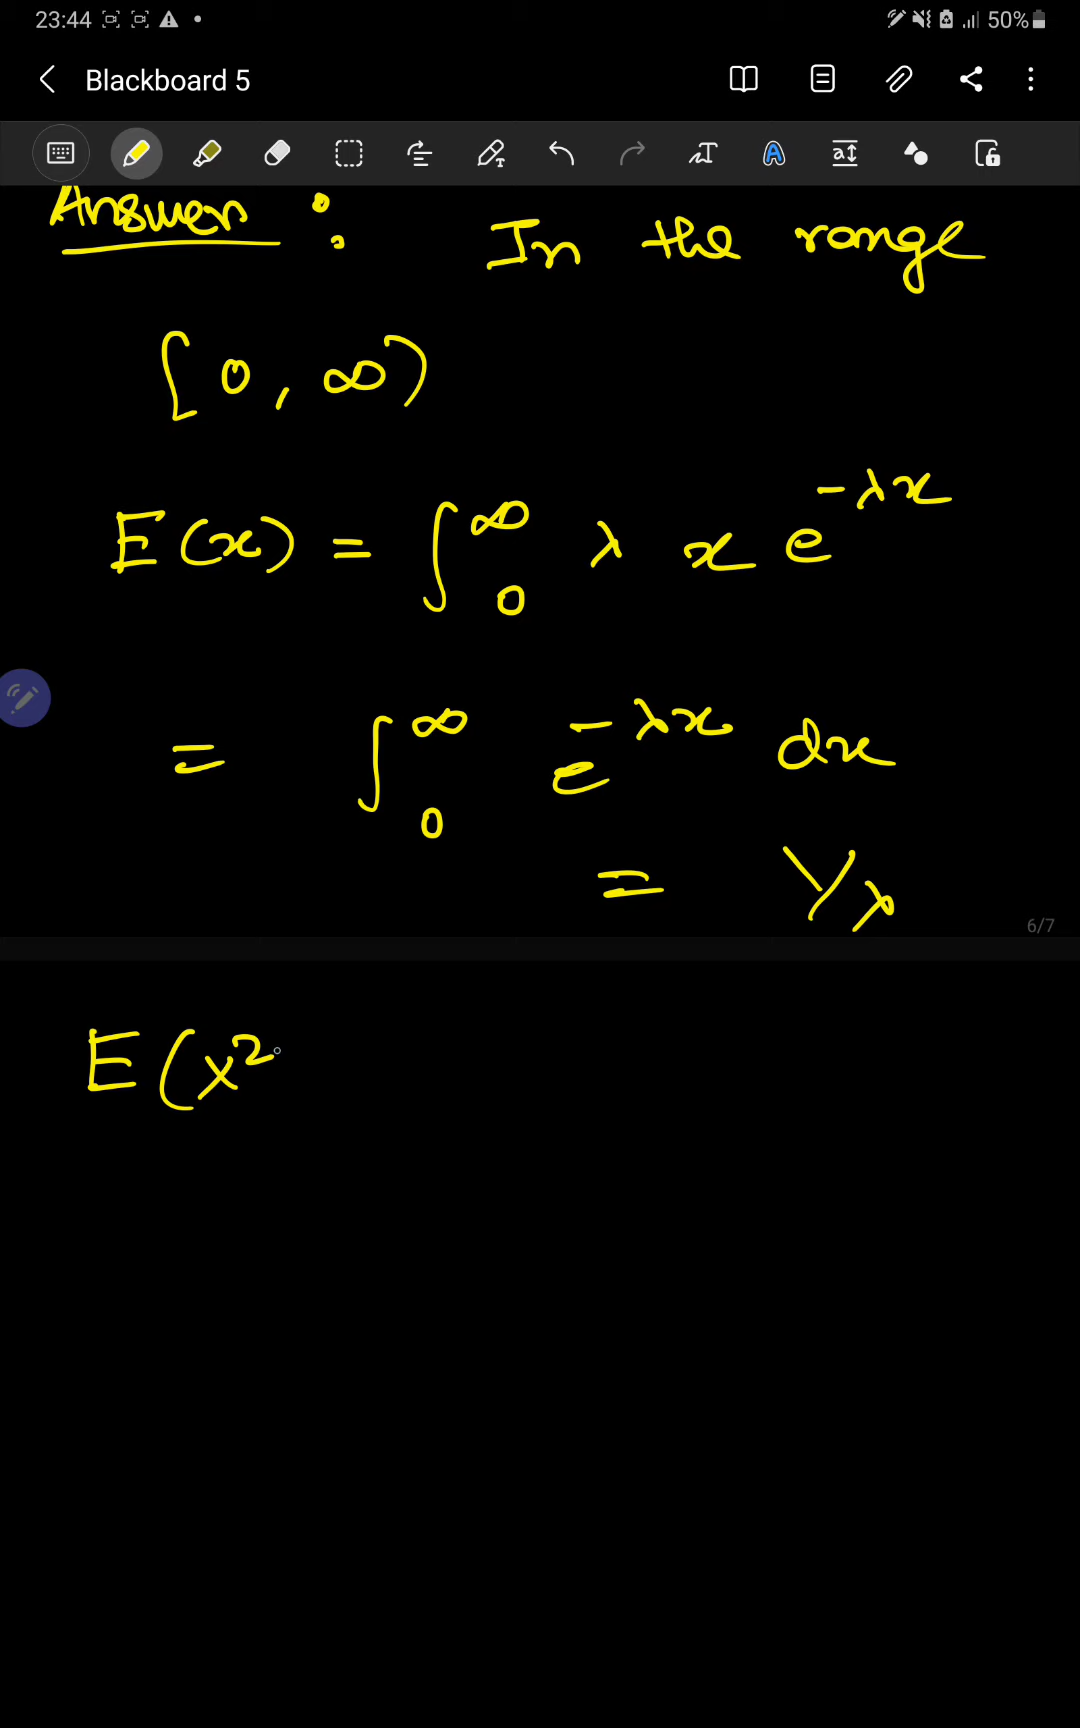 23:44 50%
Blackboard 5
Answer : In the range
[0, ∞)
E(x) = ∫₀^∞ λ x e^{-λx}
= ∫₀^∞ e^{-λx} dx
= 1/λ
6/7
E(x²